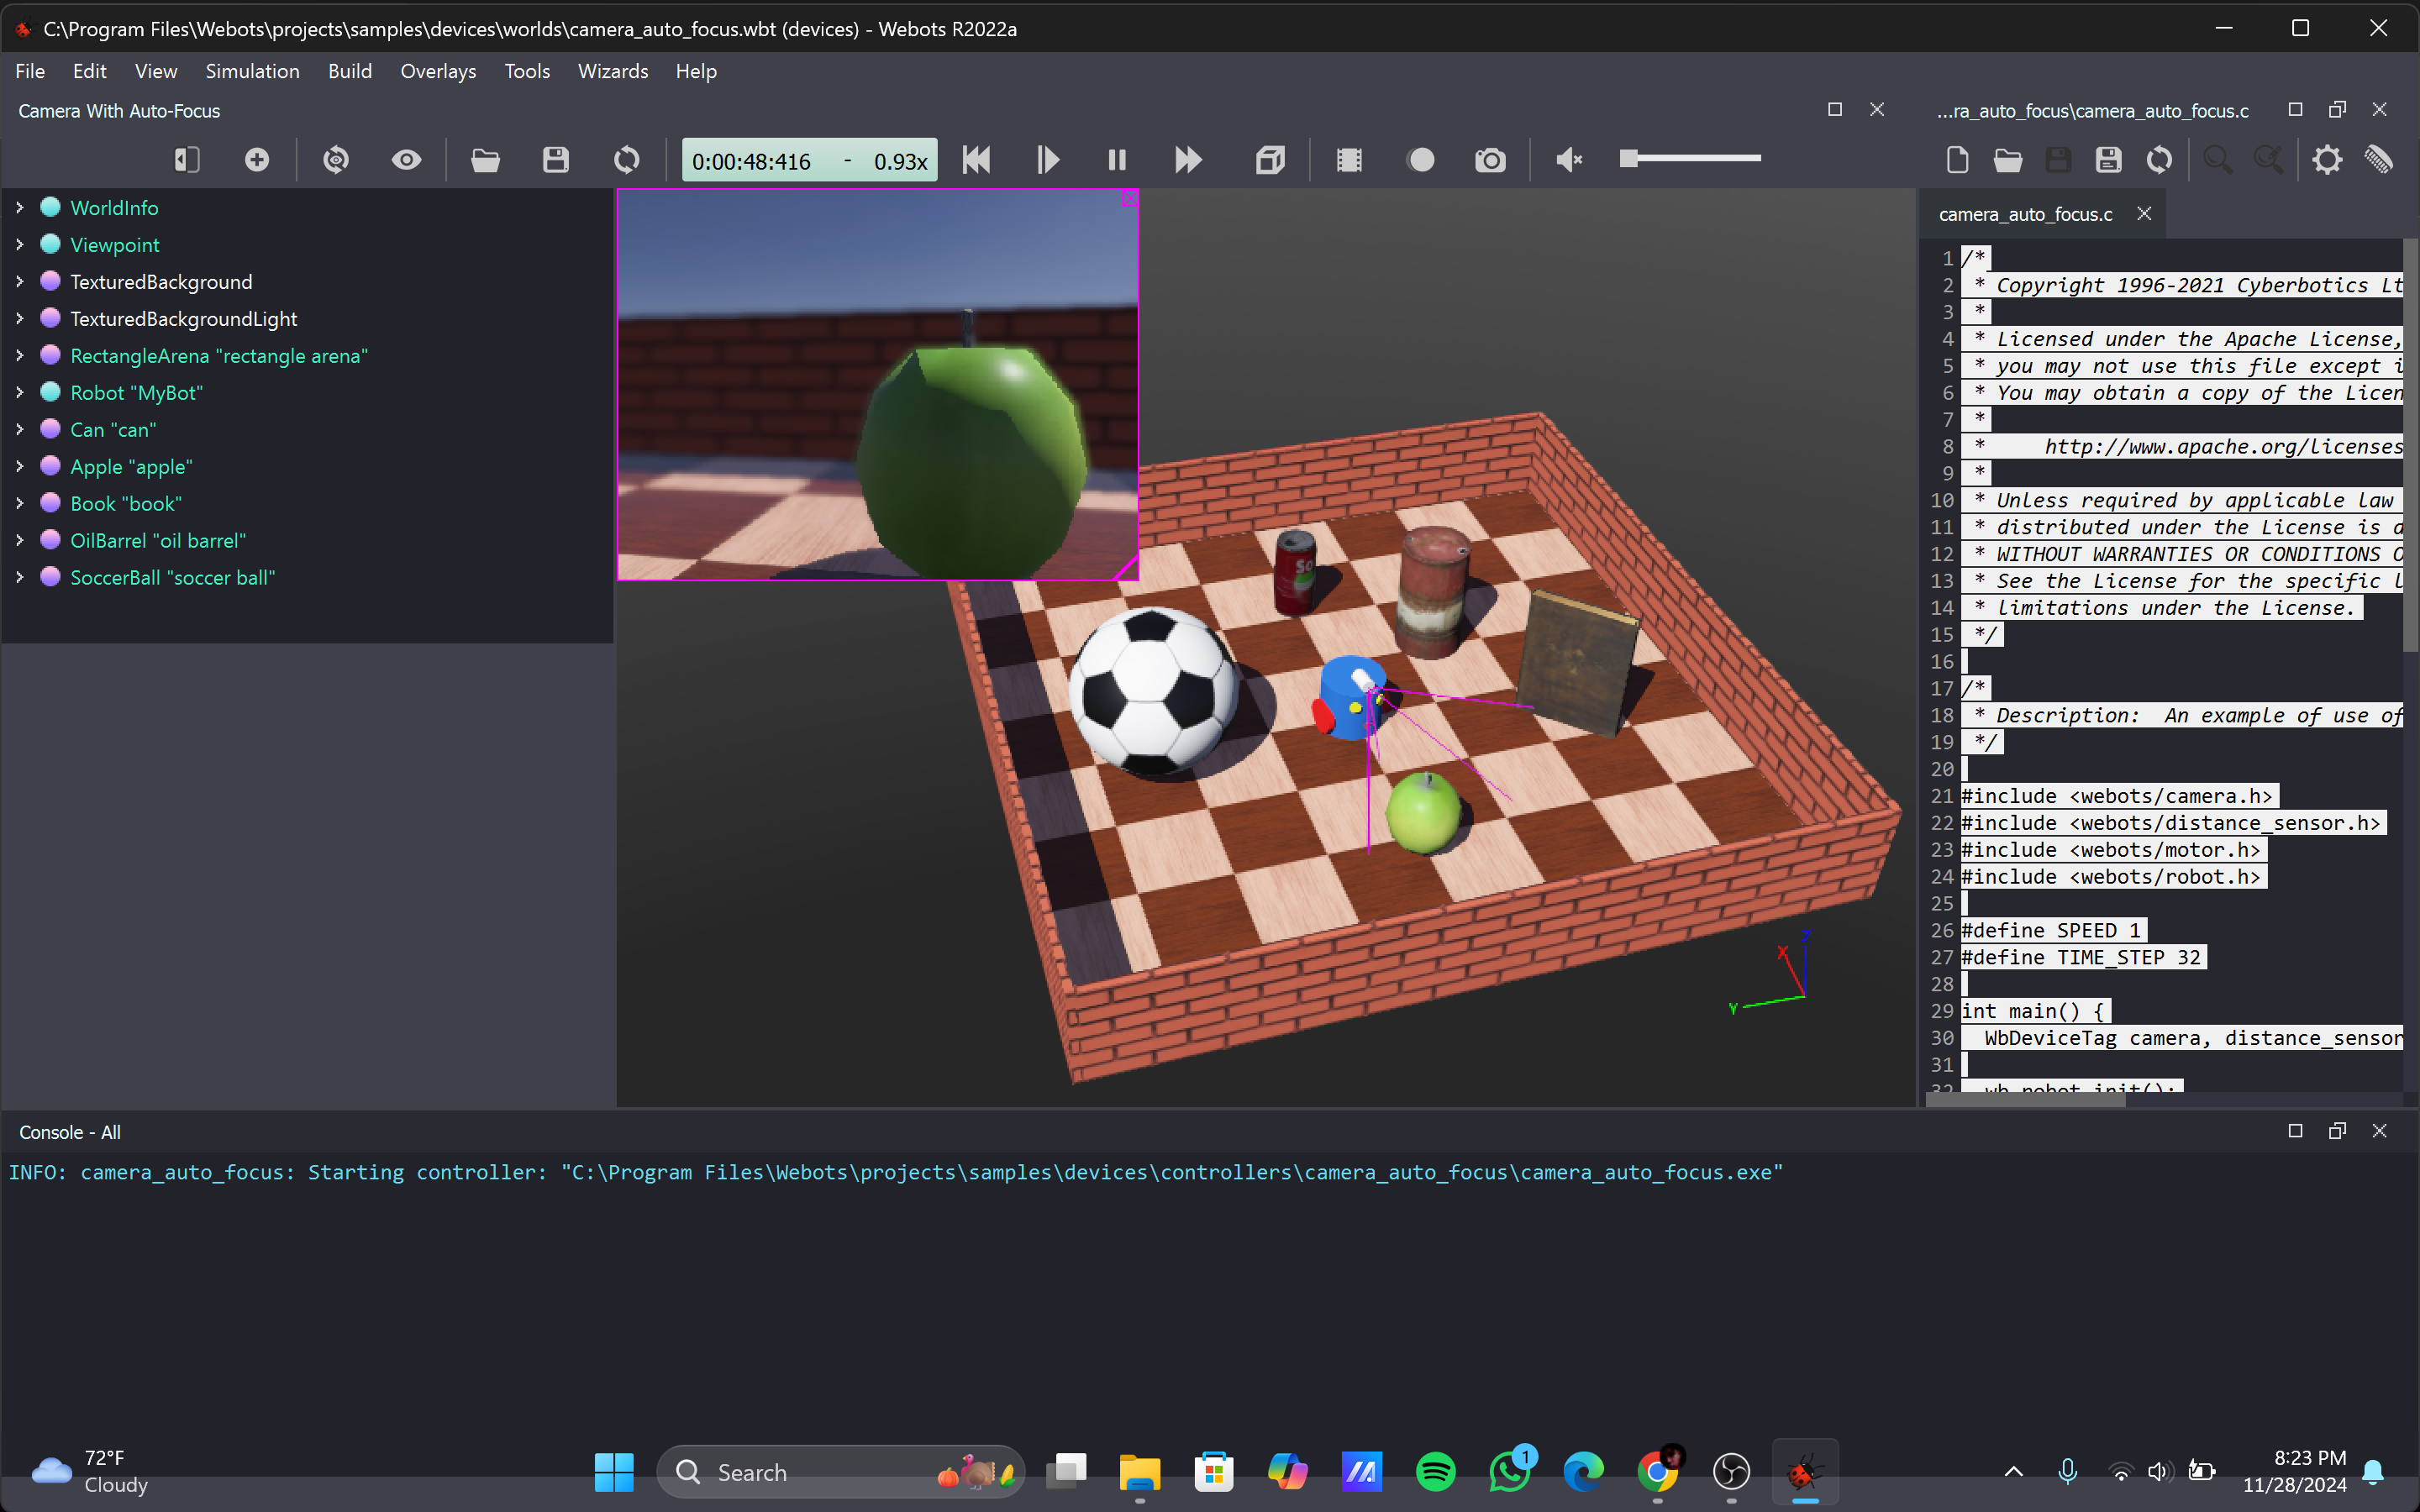 C:\Program Files\Webots\projects\samples\devices\worlds\camera_auto_focus.wbt (devices) - Webots R2022a
File Edit View Simulation Build Overlays Tools Wizards Help
Camera With Auto-Focus
...ra_auto_focus\camera_auto_focus.c
0:00:48:416 - 0.93x
WorldInfo
Viewpoint
TexturedBackground
TexturedBackgroundLight
RectangleArena "rectangle arena"
Robot "MyBot"
Can "can"
Apple "apple"
Book "book"
OilBarrel "oil barrel"
SoccerBall "soccer ball"
So
X
Y
Z
camera_auto_focus.c
1 /*
2 * Copyright 1996-2021 Cyberbotics Lt
3 *
4 * Licensed under the Apache License,
5 * you may not use this file except i
6 * You may obtain a copy of the Licen
7 *
8 * http://www.apache.org/licenses
9 *
10 * Unless required by applicable law
11 * distributed under the License is d
12 * WITHOUT WARRANTIES OR CONDITIONS O
13 * See the License for the specific l
14 * limitations under the License.
15 */
16
17 /*
18 * Description:  An example of use of
19 */
20
21 #include <webots/camera.h>
22 #include <webots/distance_sensor.h>
23 #include <webots/motor.h>
24 #include <webots/robot.h>
25
26 #define SPEED 1
27 #define TIME_STEP 32
28
29 int main() {
30 WbDeviceTag camera, distance_sensor
31
32 wb_robot_init();
Console - All
INFO: camera_auto_focus: Starting controller: "C:\Program Files\Webots\projects\samples\devices\controllers\camera_auto_focus\camera_auto_focus.exe"
72°F
Cloudy
Search
1
8:23 PM
11/28/2024